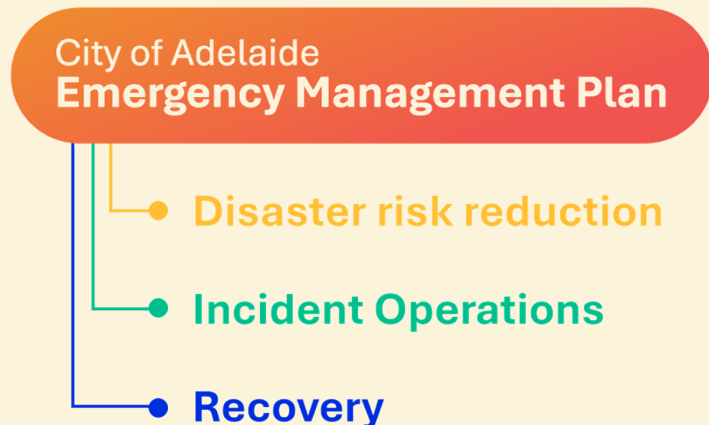 City of Adelaide
Emergency Management Plan
Disaster risk reduction
Incident Operations
Recovery